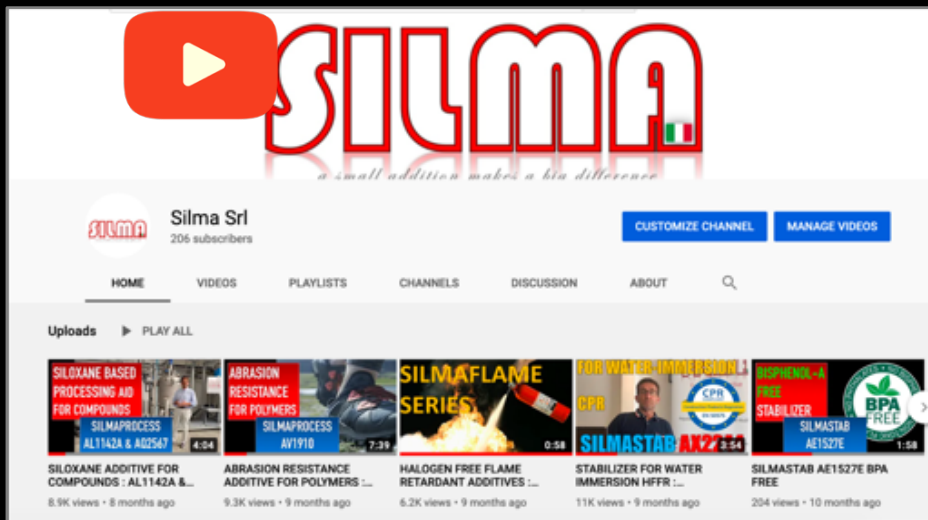 SILMA
a small addition makes a big difference
SILMA
Silma Srl
206 subscribers
CUSTOMIZE CHANNEL
MANAGE VIDEOS
HOME
VIDEOS
PLAYLISTS
CHANNELS
DISCUSSION
ABOUT
Uploads
PLAY ALL
SILOXANE BASED
PROCESSING AID
FOR COMPOUNDS
SILMAPROCESS
AL1142A & AQ2567
4:04
SILOXANE ADDITIVE FOR
COMPOUNDS : AL1142A &...
8.9K views • 8 months ago
ABRASION
RESISTANCE
FOR POLYMERS
SILMAPROCESS
AV1910
7:39
ABRASION RESISTANCE
ADDITIVE FOR POLYMERS :...
9.3K views • 9 months ago
SILMAFLAME
SERIES
0:58
HALOGEN FREE FLAME
RETARDANT ADDITIVES :...
6.2K views • 9 months ago
FOR WATER IMMERSION
CPR
CPR
SILMASTAB
3:54
STABILIZER FOR WATER
IMMERSION HFFR :...
11K views • 9 months ago
BISPHENOL-A
FREE
STABILIZER
BPA
FREE
SILMASTAB
AE1527E
1:58
SILMASTAB AE1527E BPA
FREE
204 views • 10 months ago